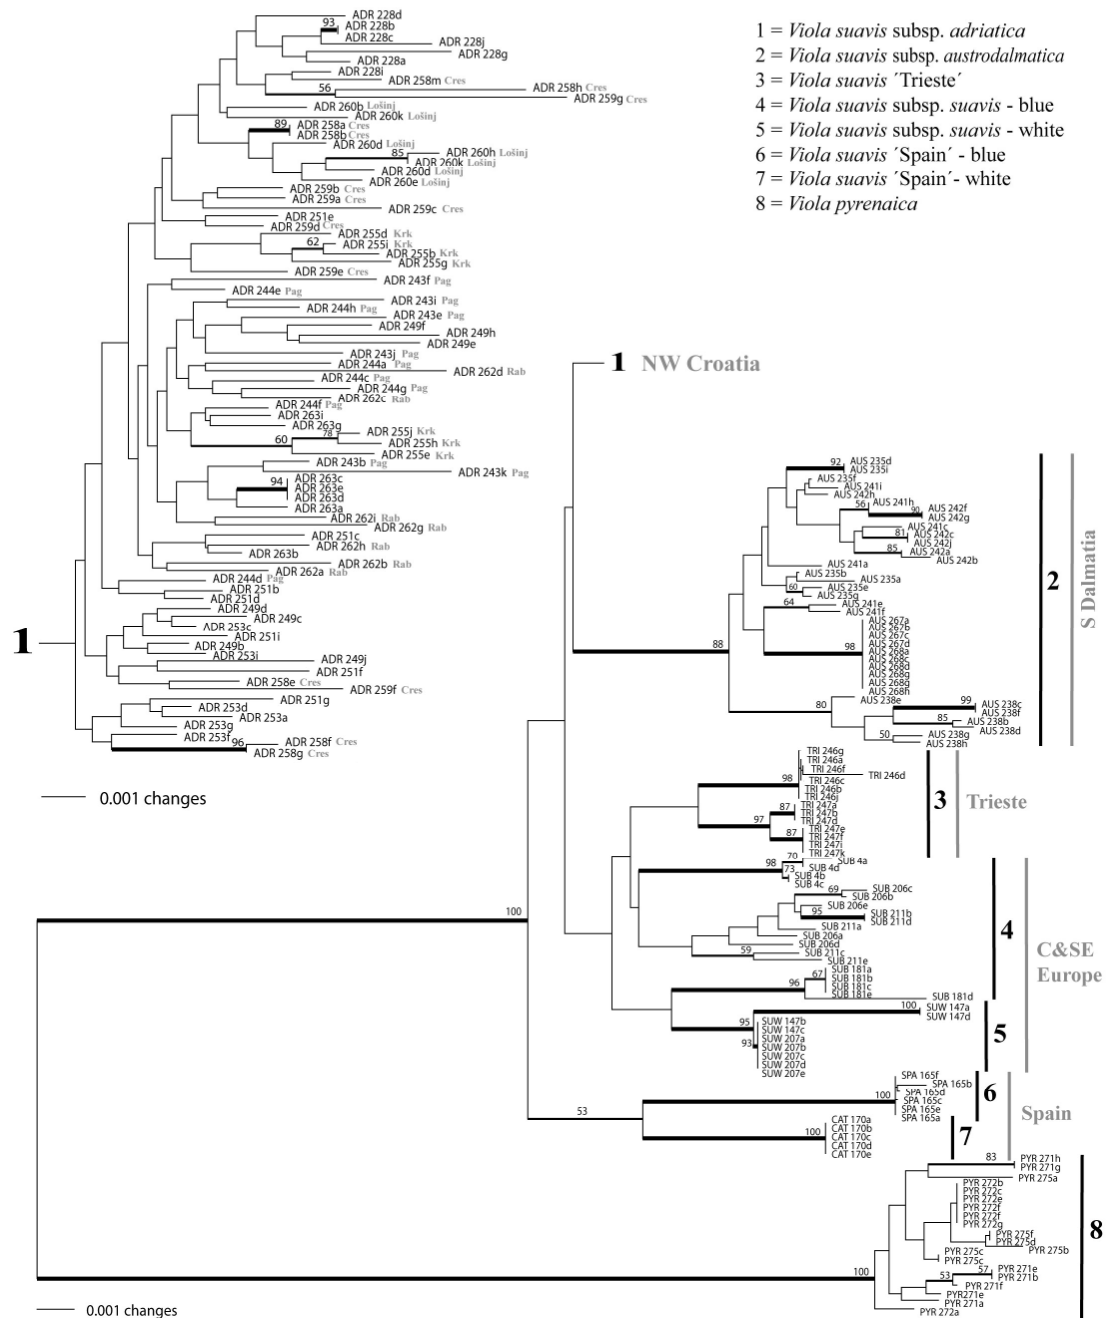 ADR 228d
93
ADR 228b
ADR 228c
ADR 228j
ADR 228g
ADR 228a
ADR 228i
ADR 258m Cres
56
ADR 258h Cres
ADR 259g Cres
ADR 260b Lošinj
ADR 260k Lošinj
89
ADR 258a Cres
ADR 258b Cres
ADR 260d Lošinj
85
ADR 260h Lošinj
ADR 260k Lošinj
ADR 260d Lošinj
ADR 260e Lošinj
ADR 259b Cres
ADR 259a Cres
ADR 259c Cres
ADR 251e
ADR 259d Cres
ADR 255d Krk
62
ADR 255i Krk
ADR 255b Krk
ADR 255g Krk
ADR 259e Cres
ADR 243f Pag
ADR 244e Pag
ADR 243i Pag
ADR 244h Pag
ADR 243e Pag
ADR 249f
ADR 249h
ADR 249e
ADR 243j Pag
ADR 244a Pag
ADR 262d Rab
ADR 244c Pag
ADR 244g Pag
ADR 262c Rab
ADR 244f Pag
ADR 263i
ADR 263g
60
78
ADR 255j Krk
ADR 255h Krk
ADR 255e Krk
ADR 243b Pag
ADR 243k Pag
94
ADR 263c
ADR 263e
ADR 263d
ADR 263a
ADR 262i Rab
ADR 262g Rab
ADR 251c
ADR 262h Rab
ADR 263b
ADR 262b Rab
ADR 262a Rab
ADR 244d Pag
ADR 251b
ADR 251d
ADR 249d
ADR 249c
ADR 253c
ADR 251i
ADR 249b
ADR 253i
ADR 249j
ADR 251f
ADR 258e Cres
ADR 259f Cres
ADR 251g
ADR 253d
ADR 253a
ADR 253g
ADR 253f
96
ADR 258f Cres
ADR 258g Cres
1
0.001 changes
1 = Viola suavis subsp. adriatica
2 = Viola suavis subsp. austrodalmatica
3 = Viola suavis ´Trieste´
4 = Viola suavis subsp. suavis - blue
5 = Viola suavis subsp. suavis - white
6 = Viola suavis ´Spain´ - blue
7 = Viola suavis ´Spain´- white
8 = Viola pyrenaica
1 NW Croatia
92
AUS 235d
AUS 235i
AUS 235f
AUS 241i
AUS 242h
56
AUS 241h
90
AUS 242f
AUS 242g
AUS 241c
81
AUS 242c
AUS 242j
85
AUS 242a
AUS 242b
AUS 241a
AUS 235b
AUS 235a
60
AUS 235e
AUS 235g
64
AUS 241e
AUS 241f
88
98
AUS 267a
AUS 267b
AUS 267c
AUS 267d
AUS 268a
AUS 268c
AUS 268d
AUS 268g
AUS 268g
AUS 268h
80
AUS 238e
99
AUS 238c
AUS 238f
85
AUS 238b
AUS 238d
50
AUS 238g
AUS 238h
2
S Dalmatia
98
TRI 246g
TRI 246a
TRI 246f
TRI 246d
TRI 246c
TRI 246b
TRI 246j
97
87
TRI 247a
TRI 247b
TRI 247d
87
TRI 247e
TRI 247f
TRI 247i
TRI 247k
3
Trieste
98
70
SUB 4a
SUB 4d
73
SUB 4b
SUB 4c
69
SUB 206c
SUB 206b
SUB 206e
95
SUB 211b
SUB 211d
SUB 211a
SUB 206a
SUB 206d
59
SUB 211c
SUB 211e
96
67
SUB 181a
SUB 181b
SUB 181c
SUB 181e
SUB 181d
4
C&SE
Europe
100
SUW 147a
SUW 147d
95
SUW 147b
SUW 147c
93
SUW 207a
SUW 207b
SUW 207c
SUW 207d
SUW 207e
5
100
53
100
SPA 165f
SPA 165b
SPA 165d
SPA 165c
SPA 165e
SPA 165a
6
100
CAT 170a
CAT 170b
CAT 170c
CAT 170d
CAT 170e
7
Spain
100
83
PYR 271h
PYR 271g
PYR 275a
PYR 272b
PYR 272c
PYR 272e
PYR 272f
PYR 272f
PYR 272g
PYR 275f
PYR 275d
PYR 275b
PYR 275c
PYR 275c
57
PYR 271e
PYR 271b
53
PYR 271f
PYR271e
PYR 271a
PYR 272a
8
0.001 changes